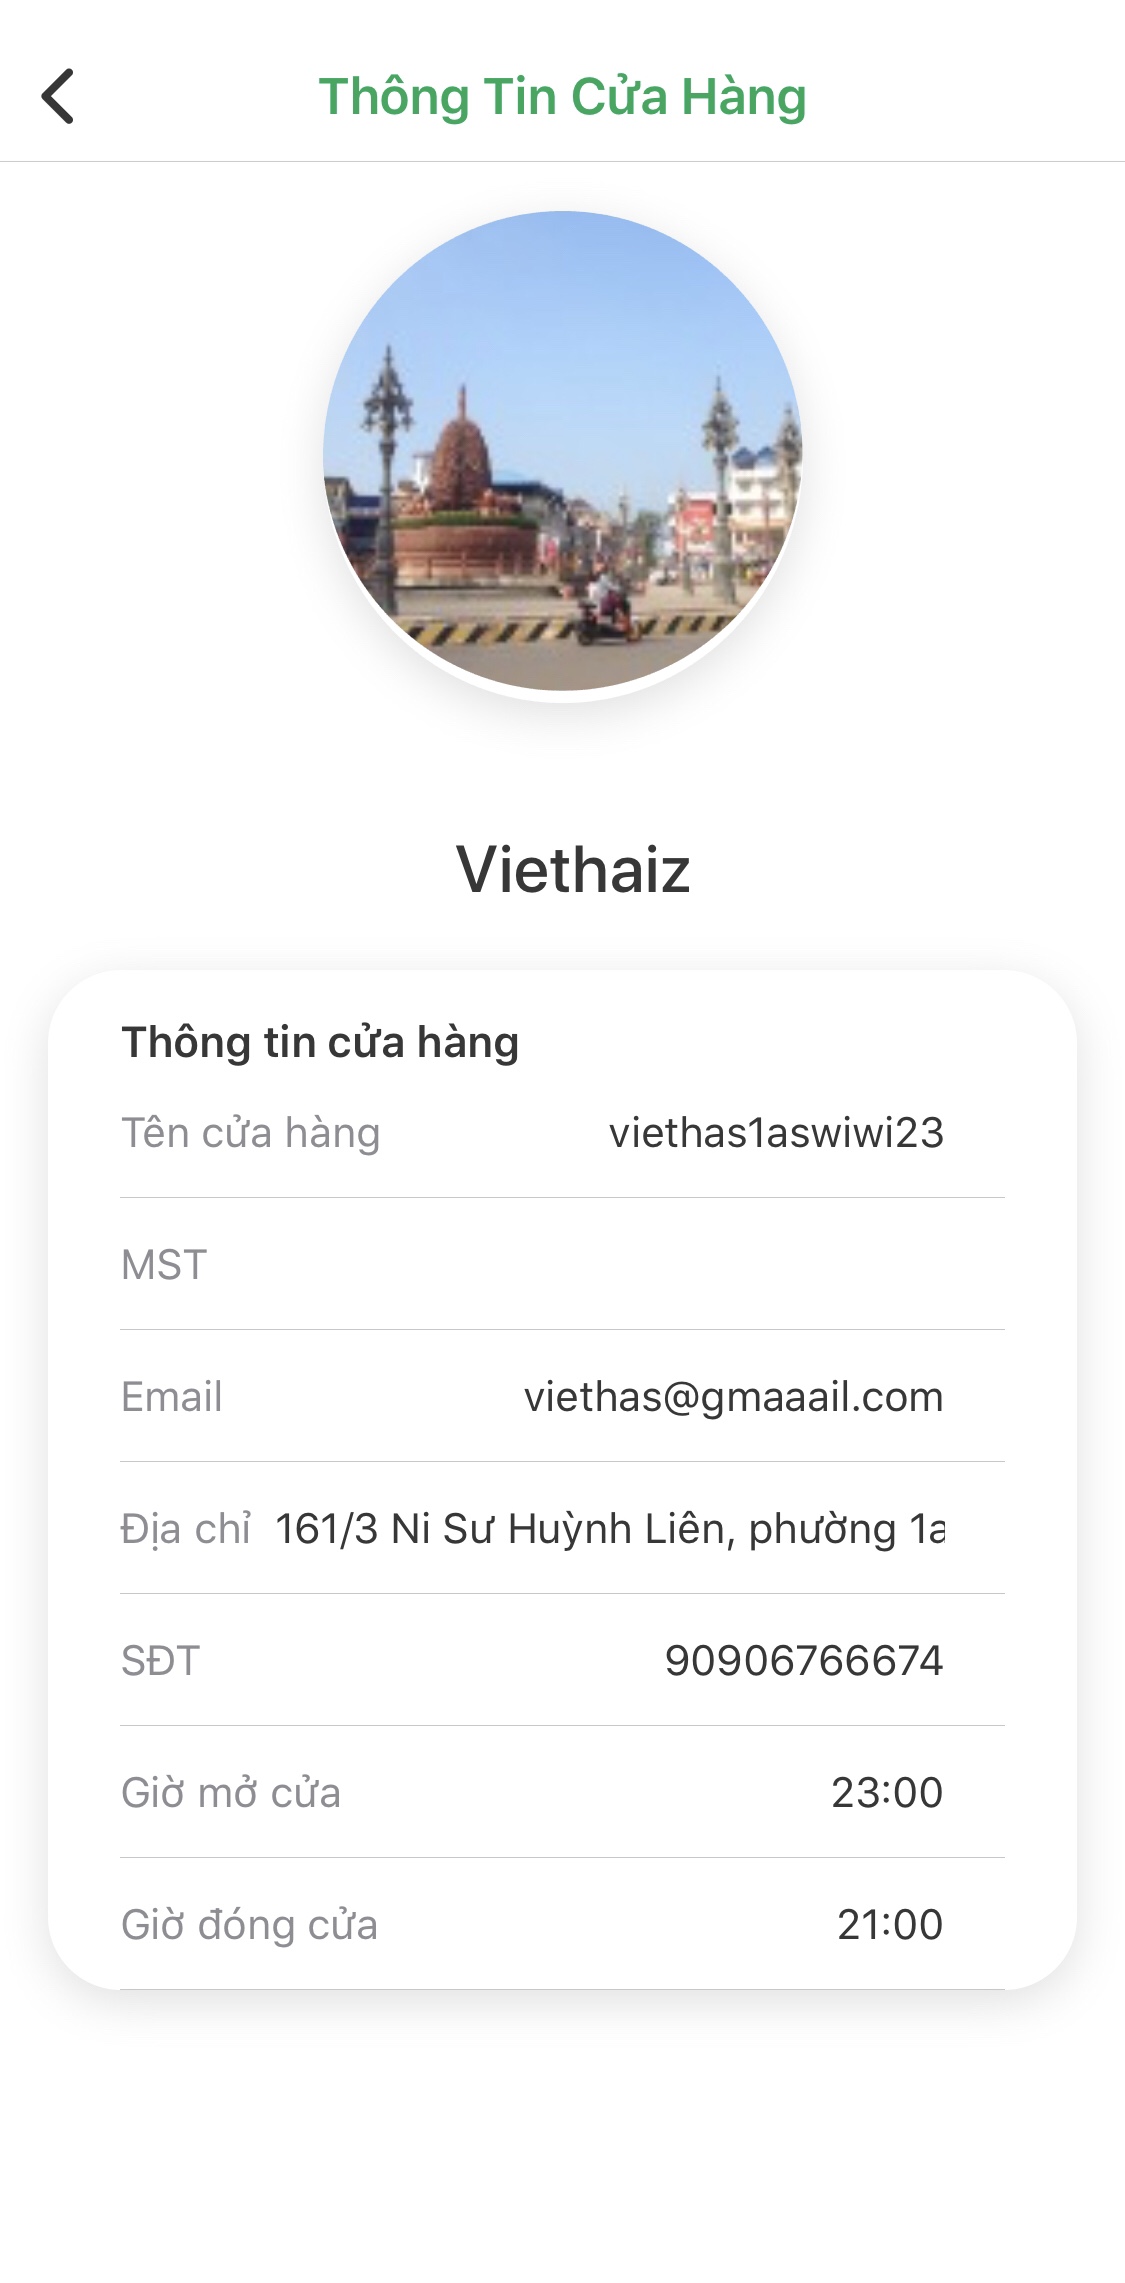 Thông Tin Cửa Hàng
Viethaiz
Thông tin cửa hàng
Tên cửa hàng viethas1aswiwi23
MST
Email viethas@gmaaail.com
Địa chỉ 161/3 Ni Sư Huỳnh Liên, phường 1a
SĐT 90906766674
Giờ mở cửa 23:00
Giờ đóng cửa 21:00